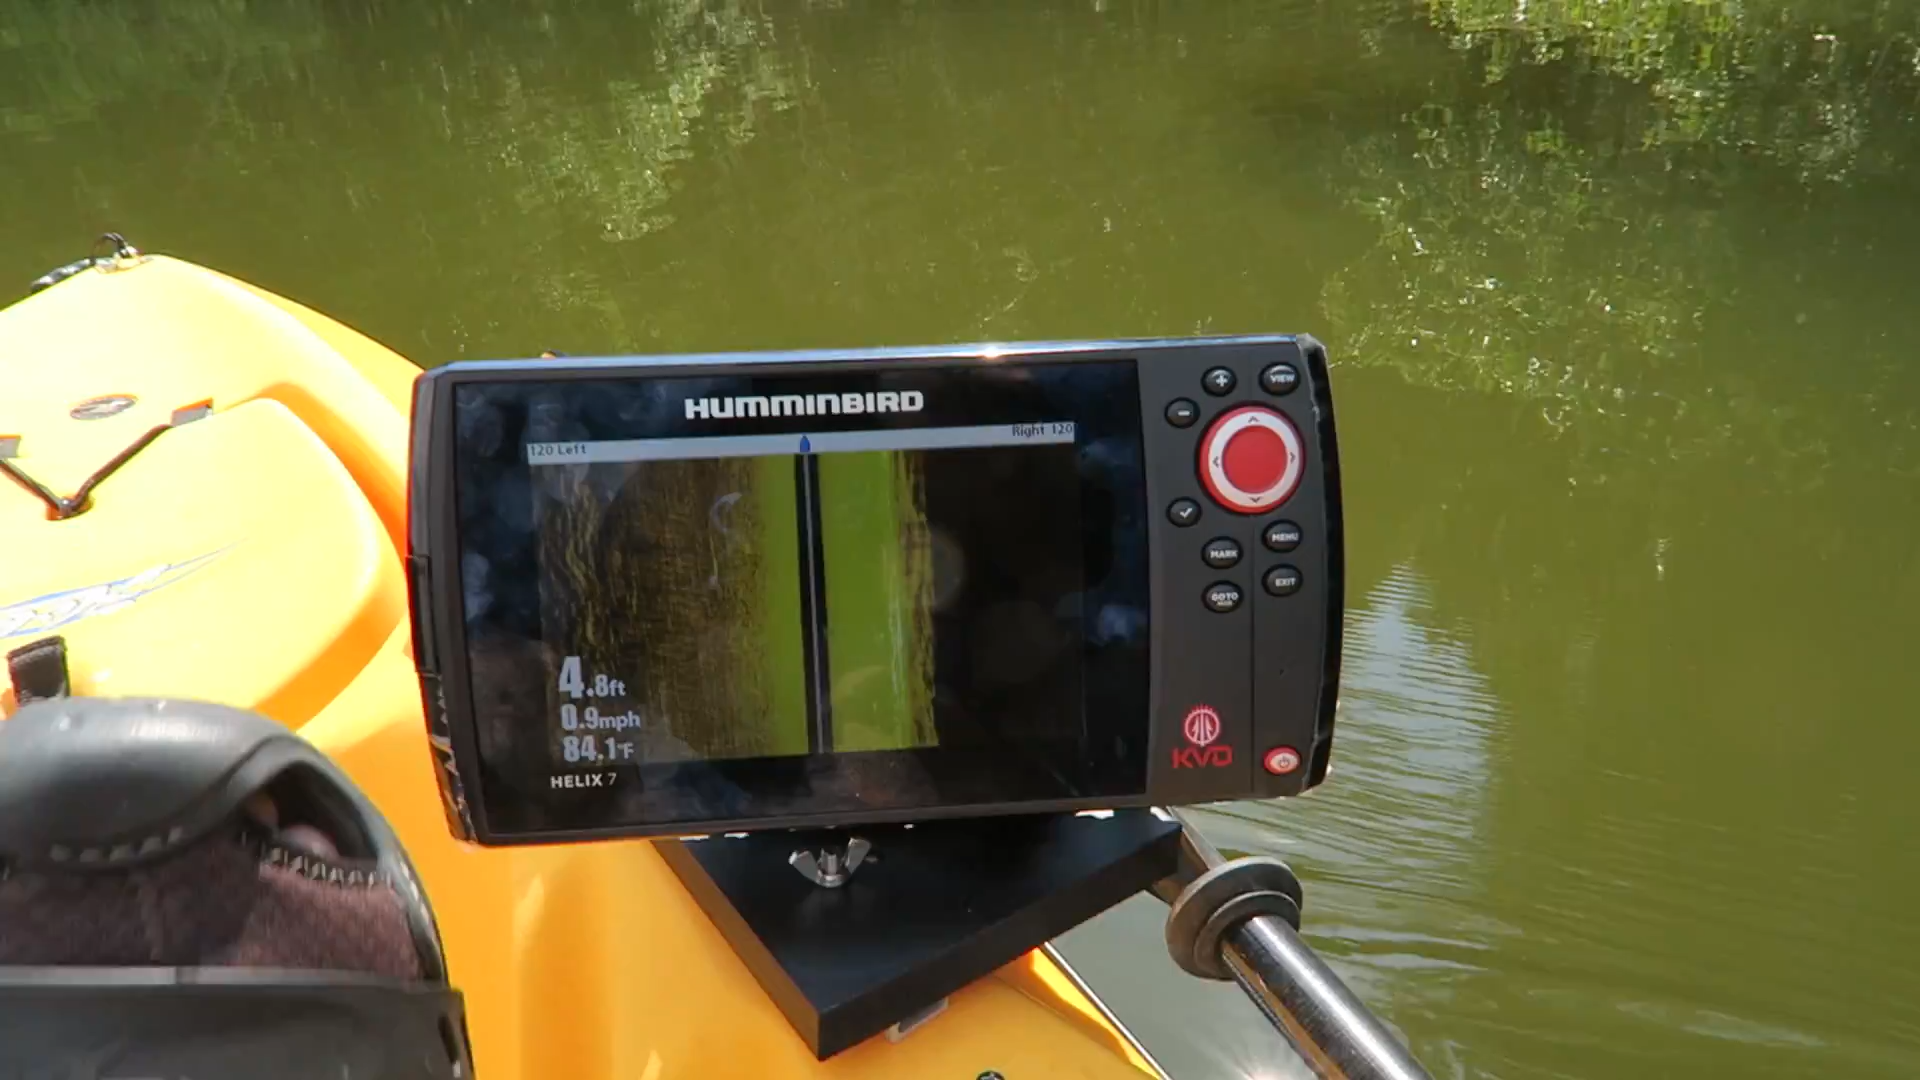 HUMMINBIRD
120 Left
Right 120
4.8ft
0.9mph
84.1°F
HELIX 7
+
VIEW
-
MENU
MARK
EXIT
GOTO
KVD